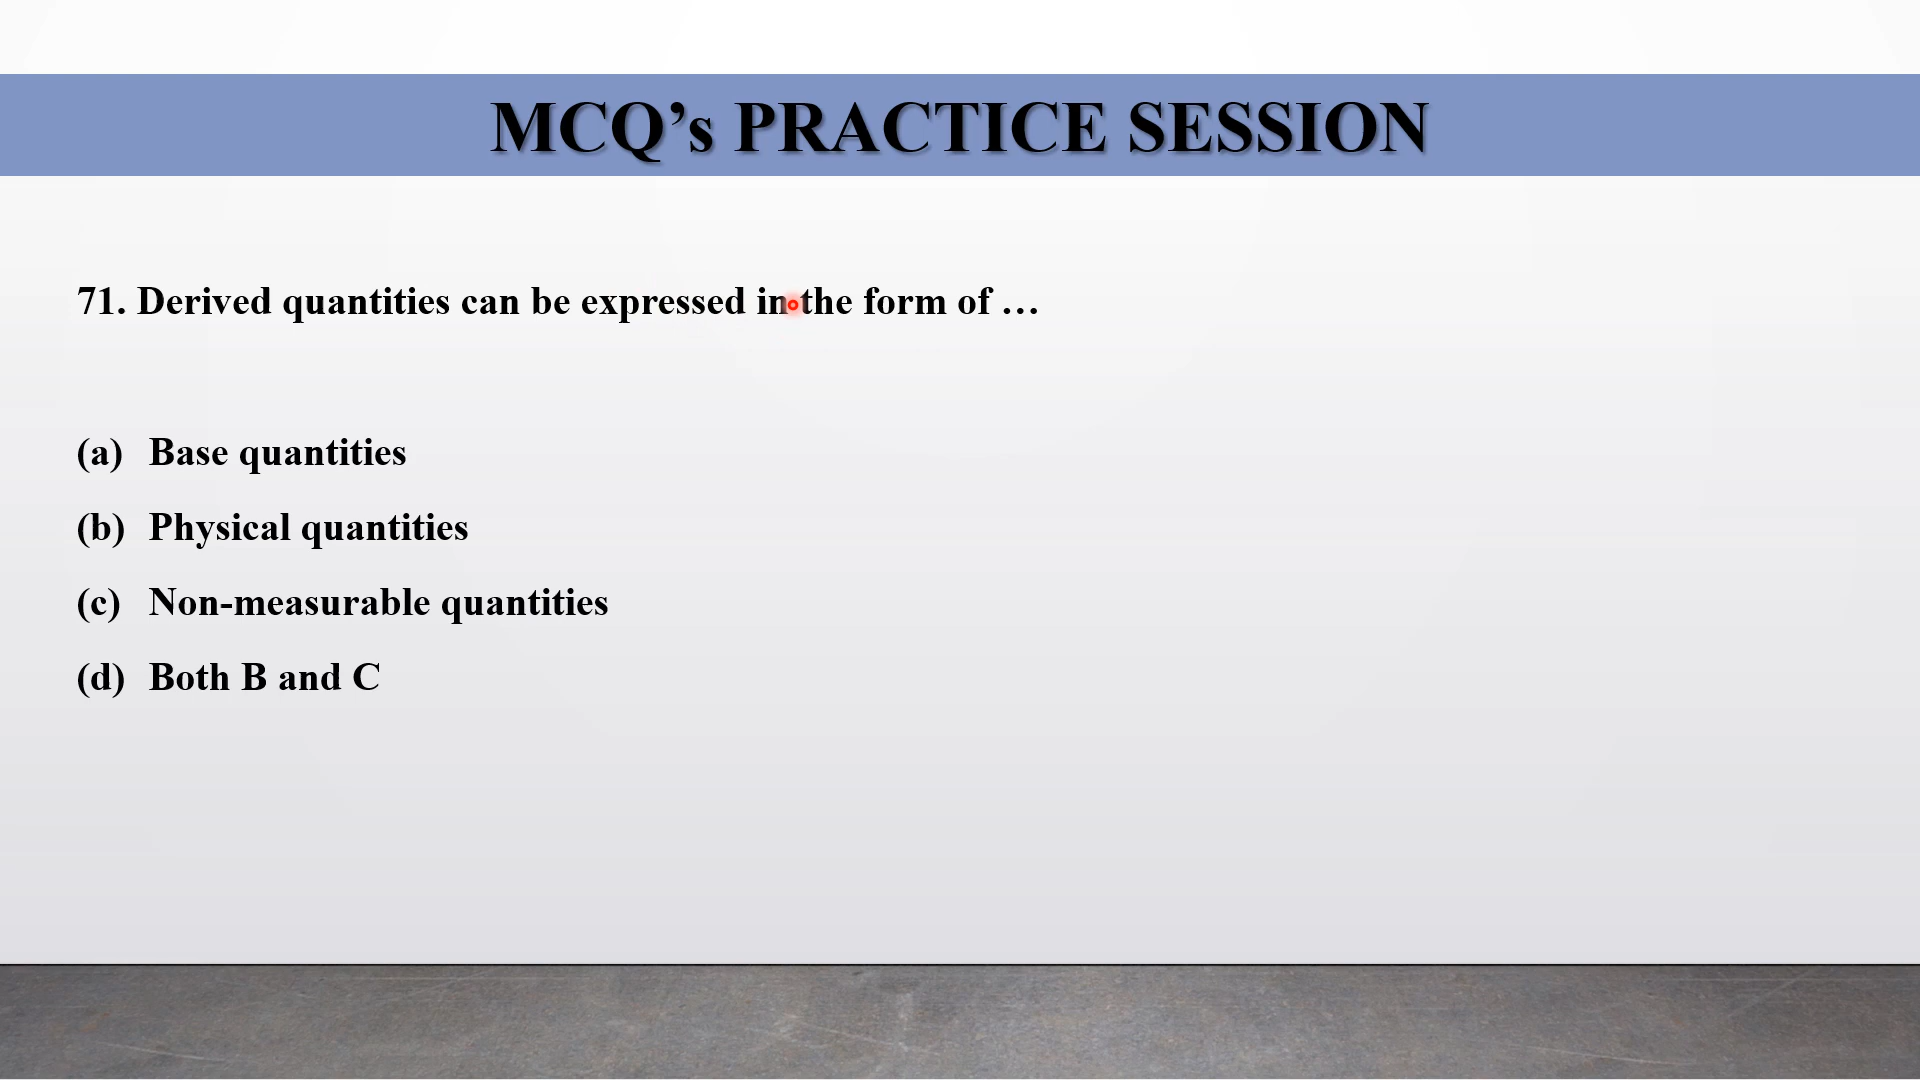 MCQ’s PRACTICE SESSION
71. Derived quantities can be expressed in the form of …
(a) Base quantities
(b) Physical quantities
(c) Non-measurable quantities
(d) Both B and C